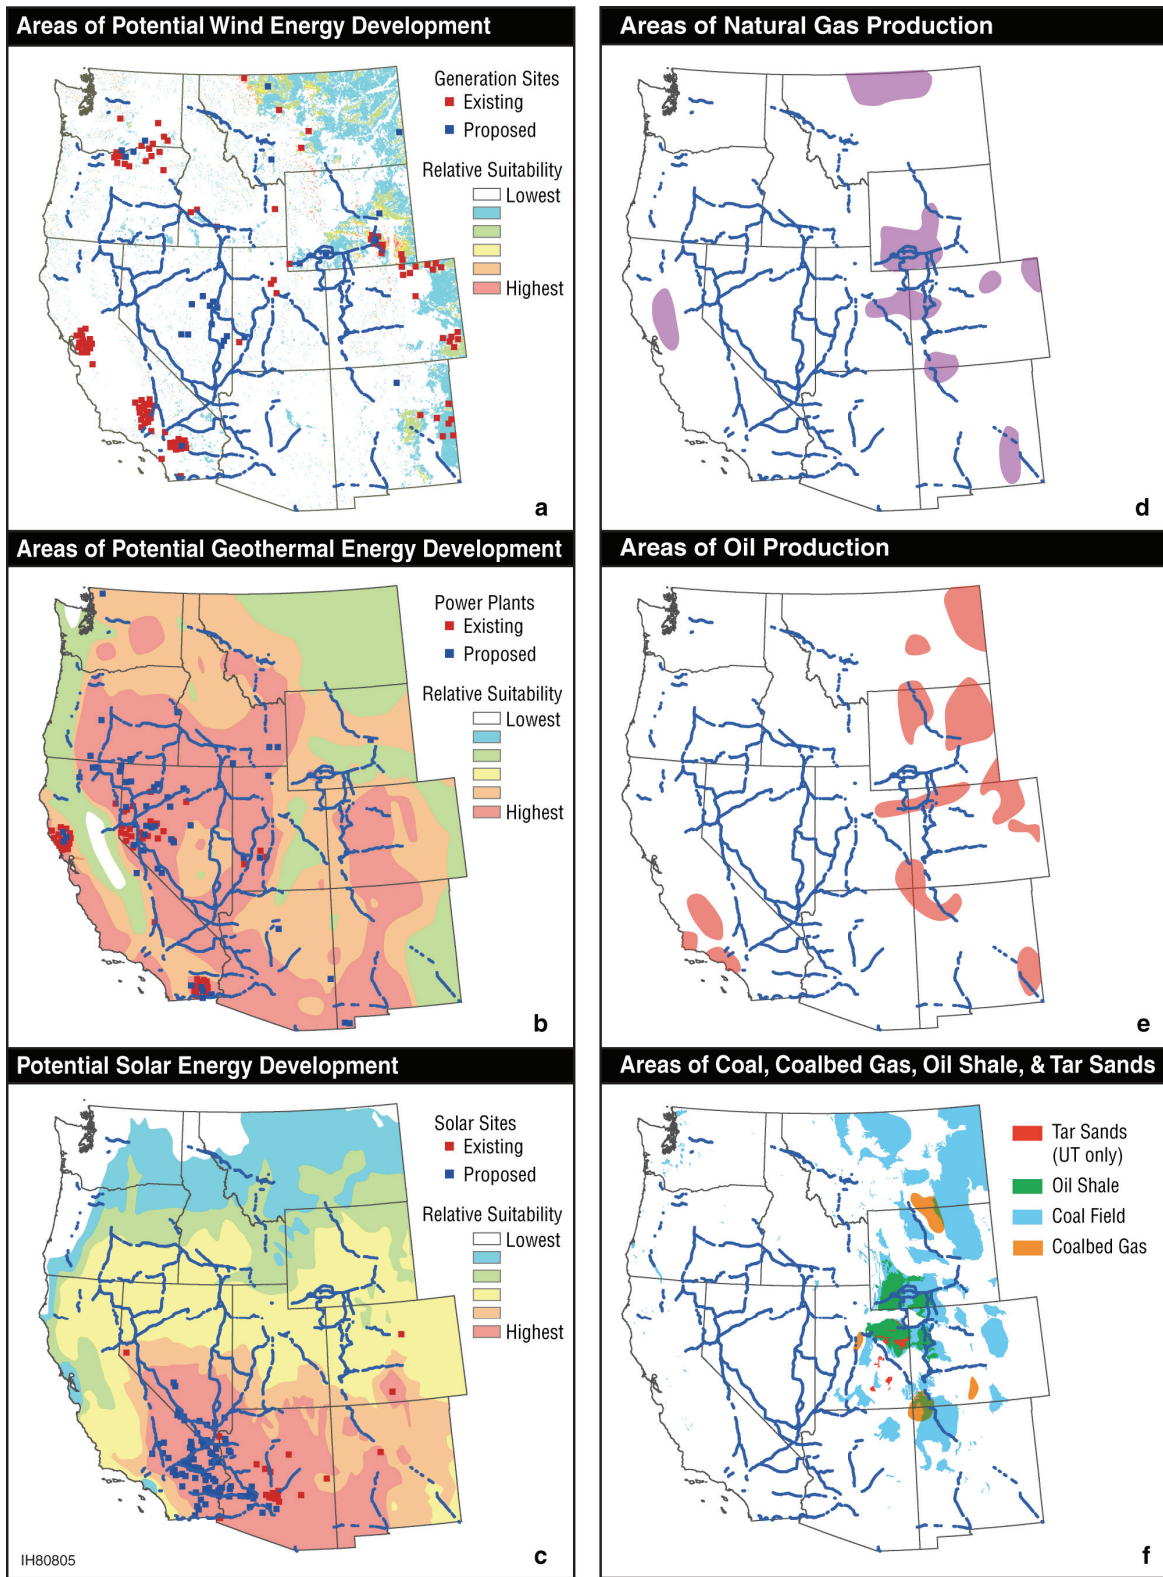 Areas of Potential Wind Energy Development
Generation Sites
Existing
Proposed
Relative Suitability
Lowest
Highest
a
Areas of Potential Geothermal Energy Development
Power Plants
Existing
Proposed
Relative Suitability
Lowest
Highest
b
Potential Solar Energy Development
Solar Sites
Existing
Proposed
Relative Suitability
Lowest
Highest
IH80805
c
Areas of Natural Gas Production
d
Areas of Oil Production
e
Areas of Coal, Coalbed Gas, Oil Shale, & Tar Sands
Tar Sands
(UT only)
Oil Shale
Coal Field
Coalbed Gas
f